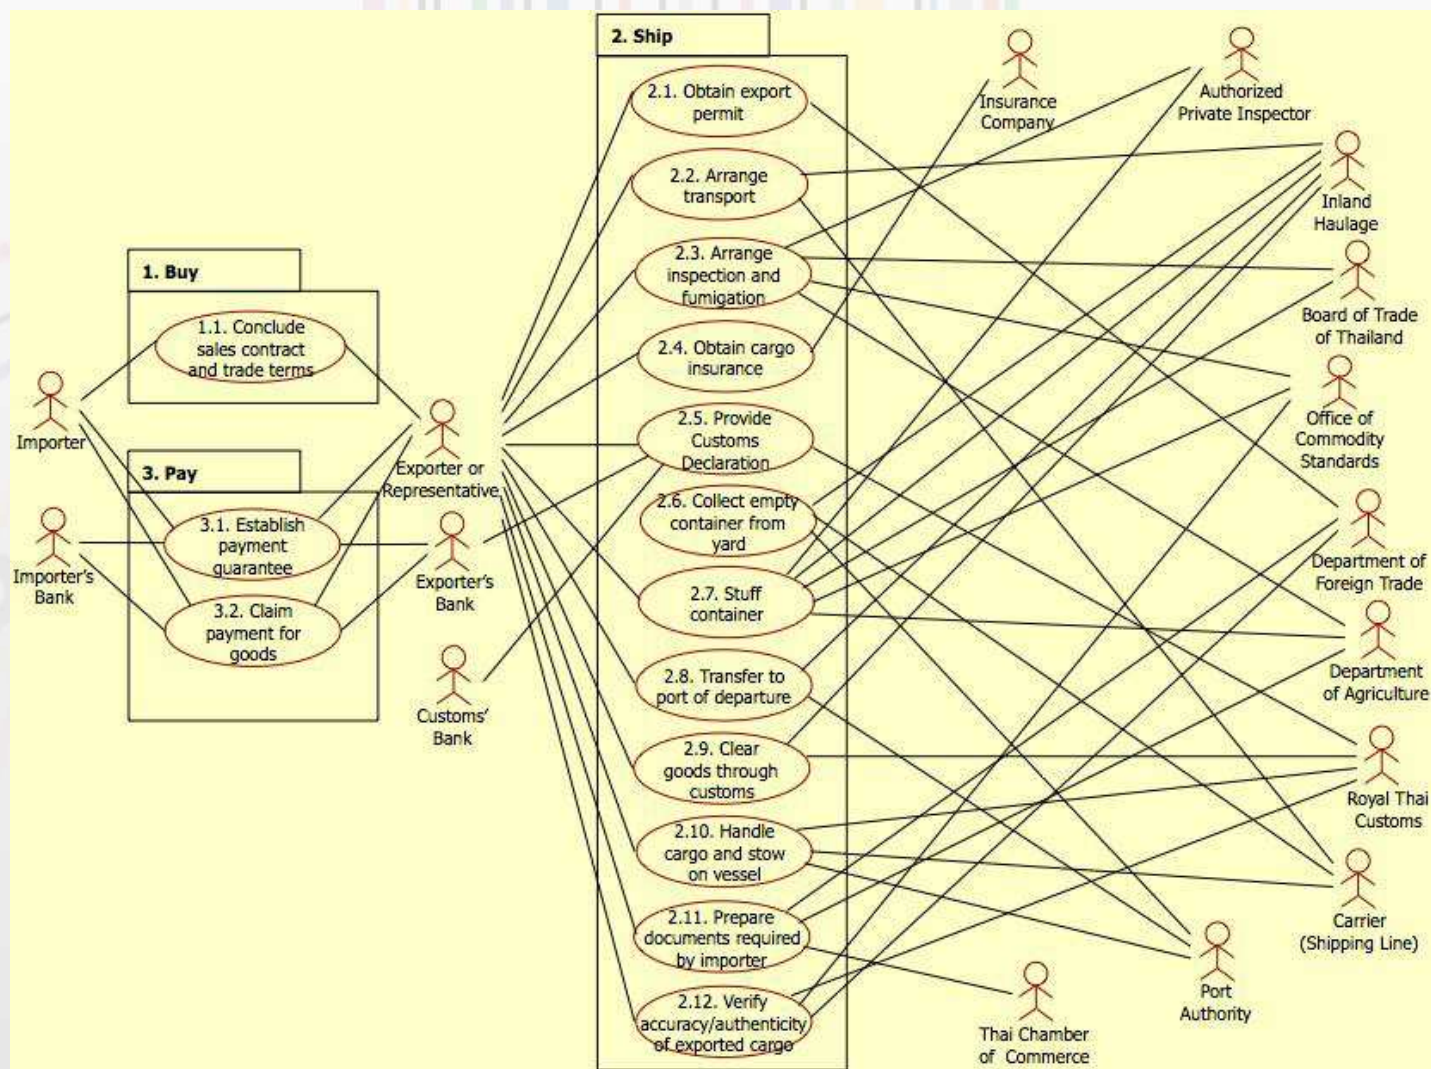 1. Buy
1.1. Conclude
sales contract
and trade terms
Importer
3. Pay
3.1. Establish
payment
guarantee
3.2. Claim
payment for
goods
Importer's
Bank
Exporter or
Representative
Exporter's
Bank
Customs'
Bank
2. Ship
2.1. Obtain export
permit
2.2. Arrange
transport
2.3. Arrange
inspection and
fumigation
2.4. Obtain cargo
insurance
2.5. Provide
Customs
Declaration
2.6. Collect empty
container from
yard
2.7. Stuff
container
2.8. Transfer to
port of departure
2.9. Clear
goods through
customs
2.10. Handle
cargo and stow
on vessel
2.11. Prepare
documents required
by importer
2.12. Verify
accuracy/authenticity
of exported cargo
Insurance
Company
Authorized
Private Inspector
Inland
Haulage
Board of Trade
of Thailand
Office of
Commodity
Standards
Department of
Foreign Trade
Department
of Agriculture
Royal Thai
Customs
Carrier
(Shipping Line)
Port
Authority
Thai Chamber
of Commerce